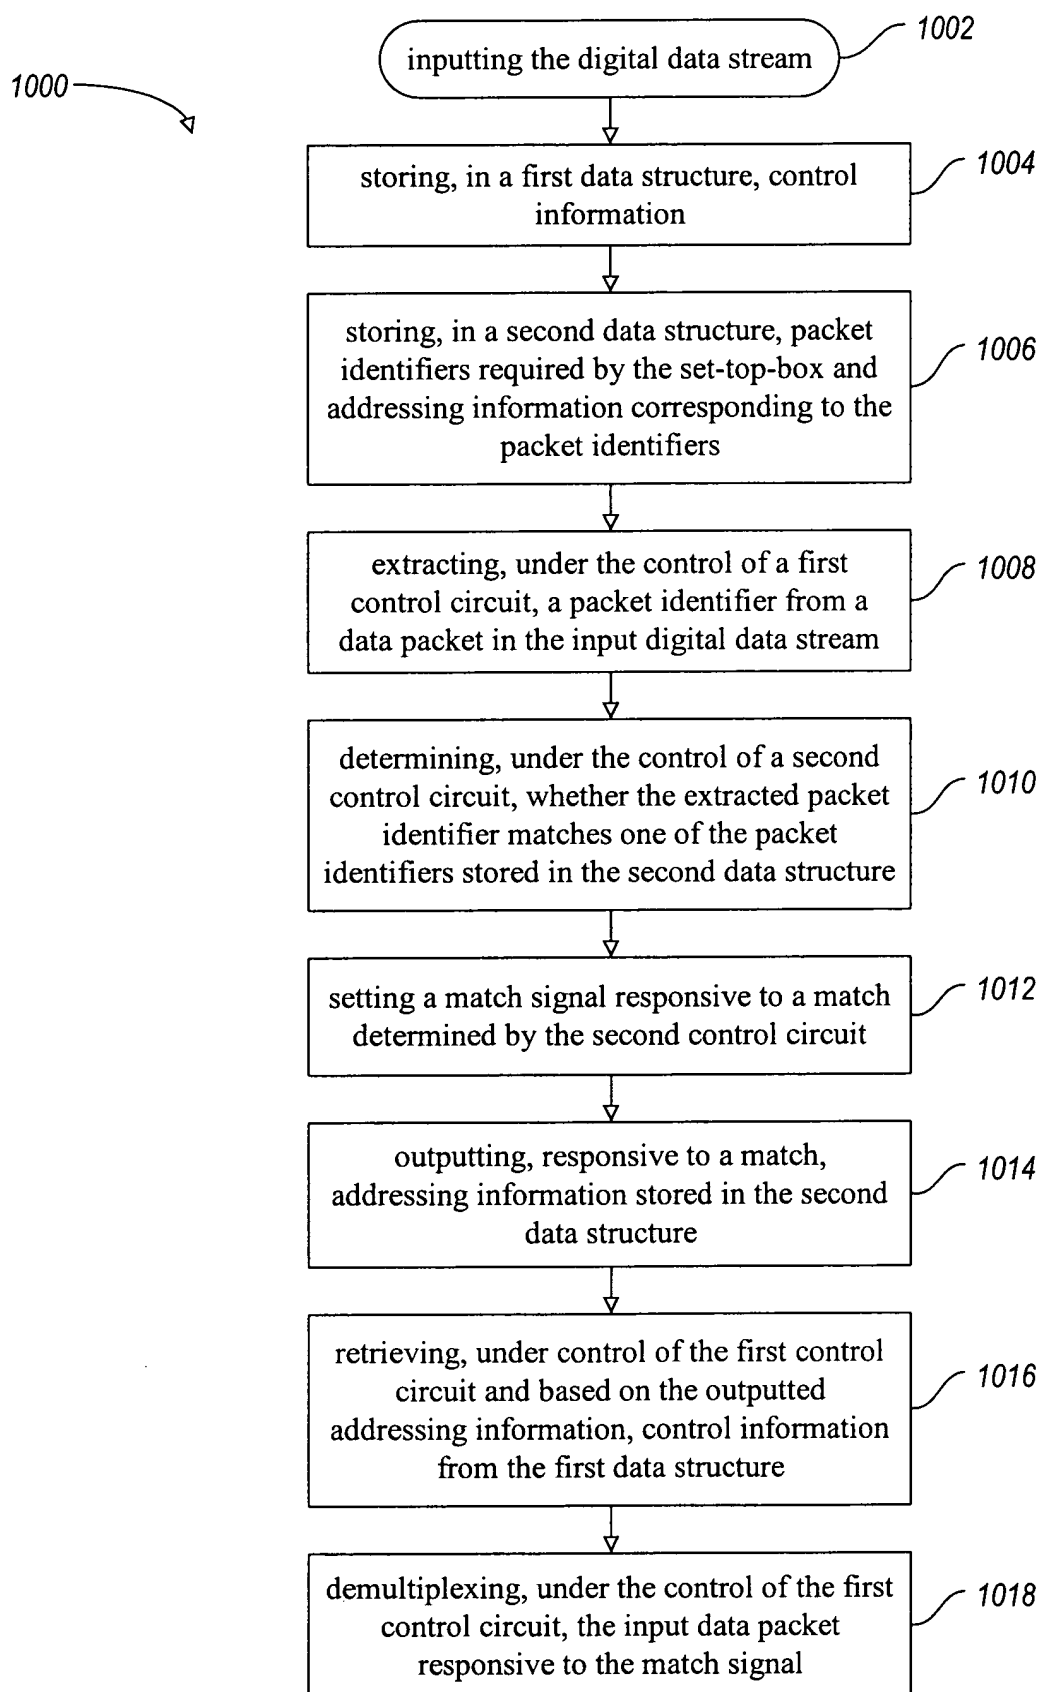 inputting the digital data stream
1002
1000
storing, in a first data structure, control
information
1004
storing, in a second data structure, packet
identifiers required by the set-top-box and
addressing information corresponding to the
packet identifiers
1006
extracting, under the control of a first
control circuit, a packet identifier from a
data packet in the input digital data stream
1008
determining, under the control of a second
control circuit, whether the extracted packet
identifier matches one of the packet
identifiers stored in the second data structure
1010
setting a match signal responsive to a match
determined by the second control circuit
1012
outputting, responsive to a match,
addressing information stored in the second
data structure
1014
retrieving, under control of the first control
circuit and based on the outputted
addressing information, control information
from the first data structure
1016
demultiplexing, under the control of the first
control circuit, the input data packet
responsive to the match signal
1018